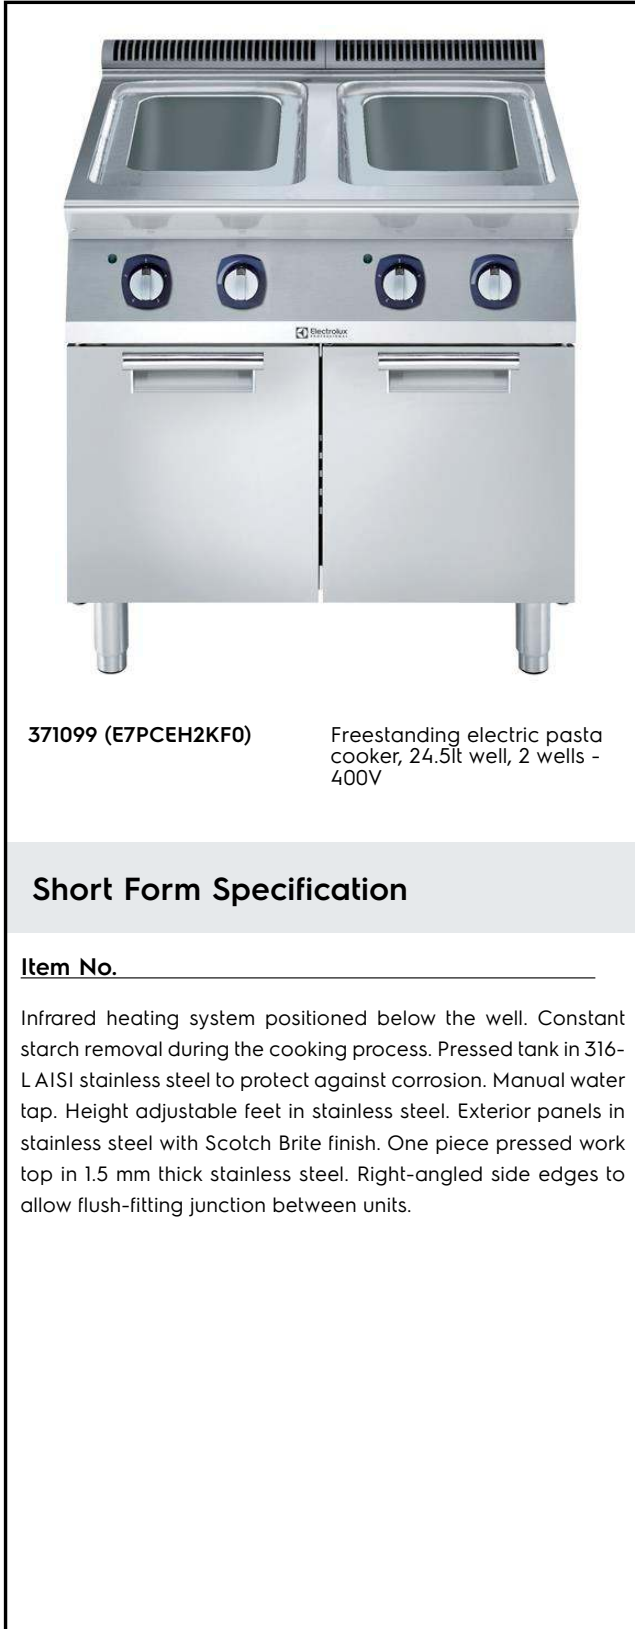 Electrolux
PROFESSIONAL
371099 (E7PCEH2KF0)
Freestanding electric pasta
cooker, 24.5lt well, 2 wells -
400V
Short Form Specification
Item No.
Infrared heating system positioned below the well. Constant
starch removal during the cooking process. Pressed tank in 316-
L AISI stainless steel to protect against corrosion. Manual water
tap. Height adjustable feet in stainless steel. Exterior panels in
stainless steel with Scotch Brite finish. One piece pressed work
top in 1.5 mm thick stainless steel. Right-angled side edges to
allow flush-fitting junction between units.